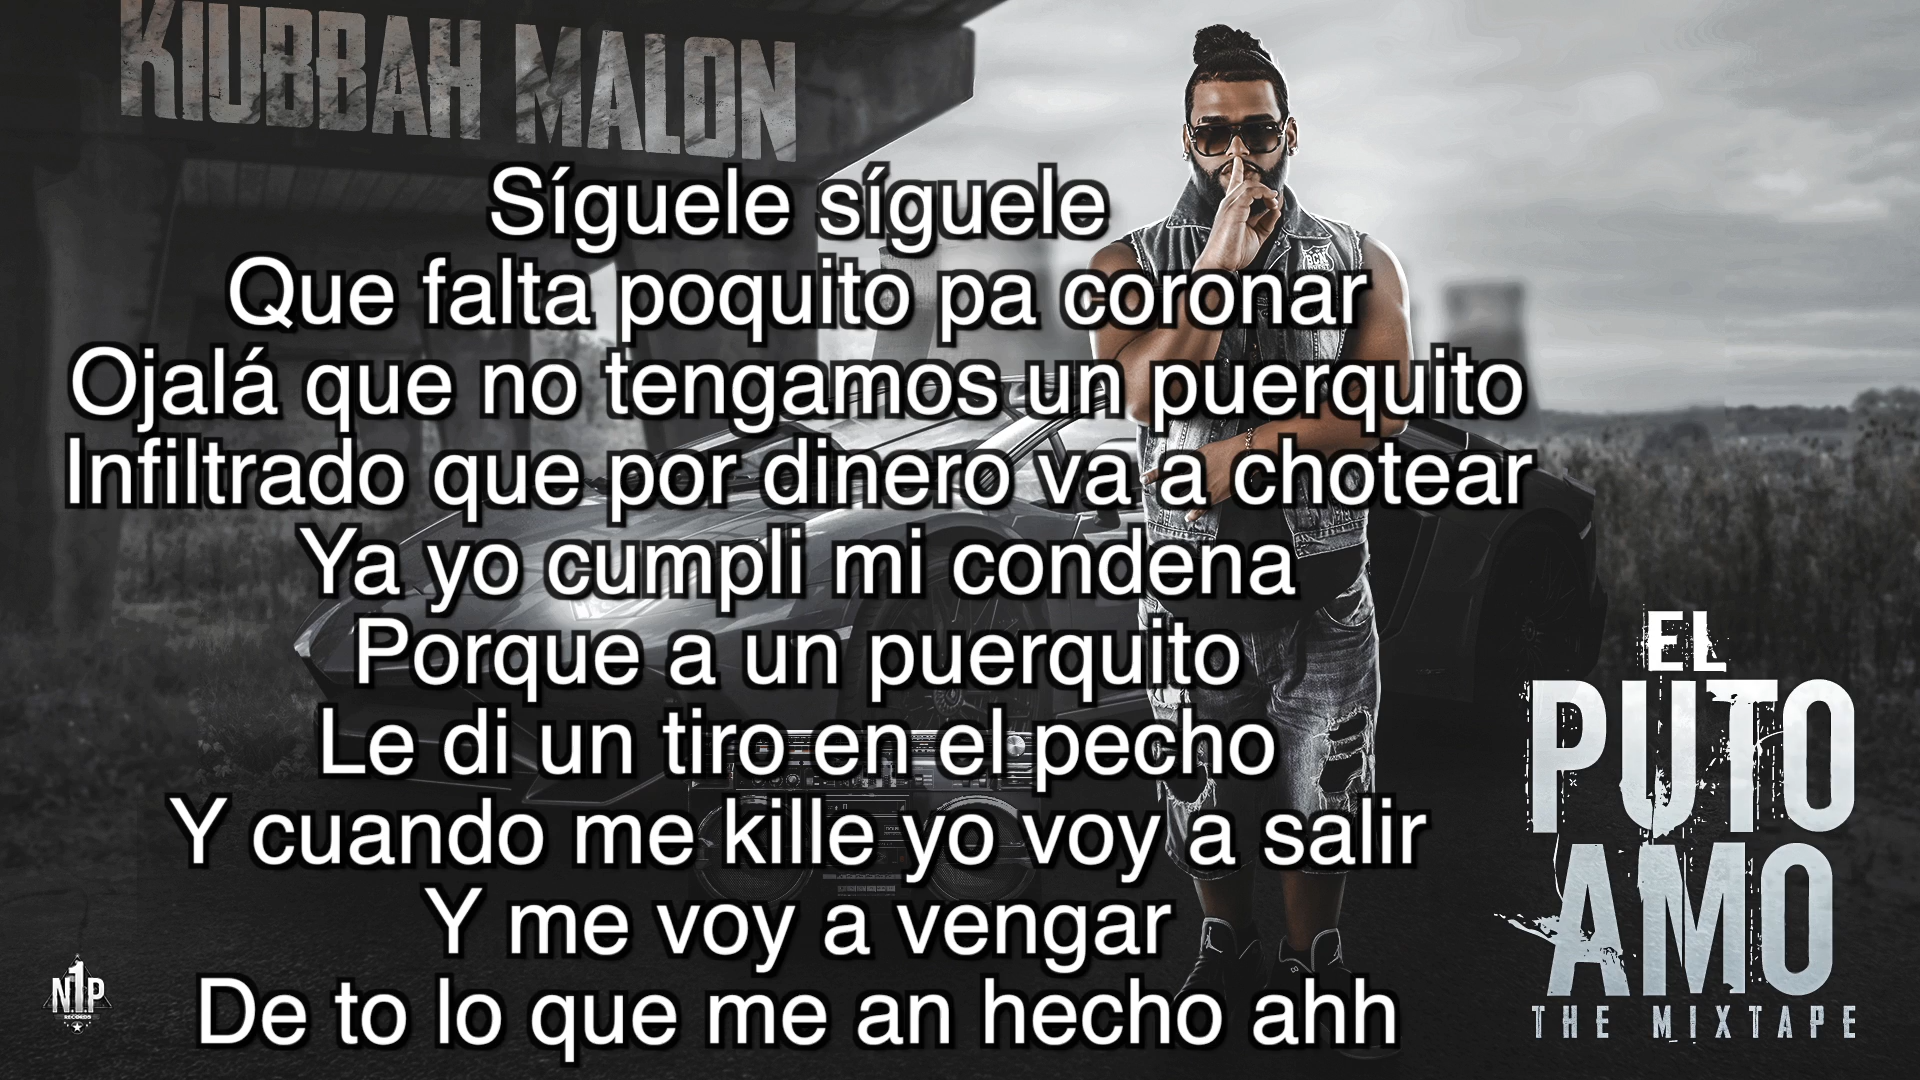 KIUBBAH MALON
Síguele síguele
Que falta poquito pa coronar
Ojalá que no tengamos un puerquito
Infiltrado que por dinero va a chotear
Ya yo cumpli mi condena
Porque a un puerquito
Le di un tiro en el pecho
Y cuando me kille yo voy a salir
Y me voy a vengar
De to lo que me an hecho ahh
EL
PUTO
AMO
THE MIXTAPE
N1P
RECORDS
BCN